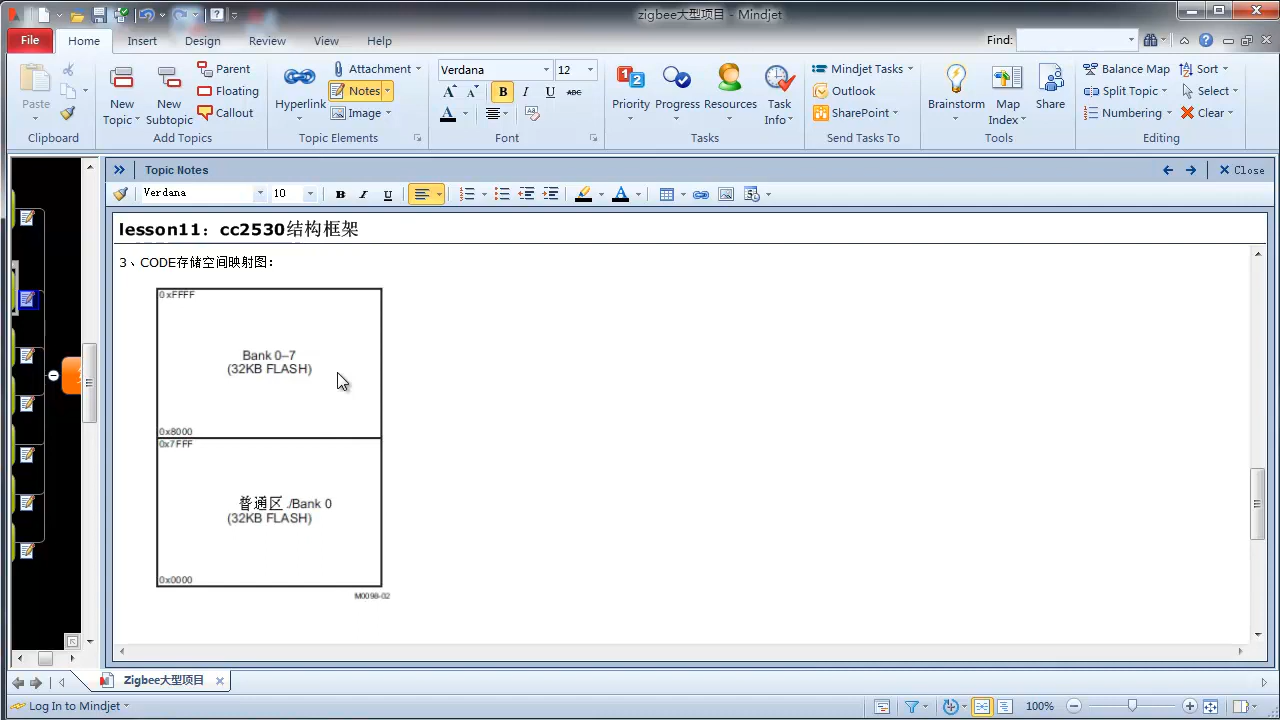 zigbee大型项目 - Mindjet
File Home Insert Design Review View Help Find:
Paste
Clipboard
New Topic
New Subtopic
Parent
Floating
Callout
Add Topics
Hyperlink
Attachment
Notes
Image
Topic Elements
Verdana 12
B I U ABC
A
Font
Priority
Progress
Resources
Task Info
Tasks
Mindjet Tasks
Outlook
SharePoint
Send Tasks To
Brainstorm
Map Index
Share
Tools
Balance Map
Split Topic
Numbering
Sort
Select
Clear
Editing
Topic Notes
Close
Verdana 10 B I U A
lesson11：cc2530结构框架
3、CODE存储空间映射图：
0xFFFF
Bank 0–7
(32KB FLASH)
0x8000
0x7FFF
普通区 ./Bank 0
(32KB FLASH)
0x0000
M0098-02
Zigbee大型项目
Log In to Mindjet
100%